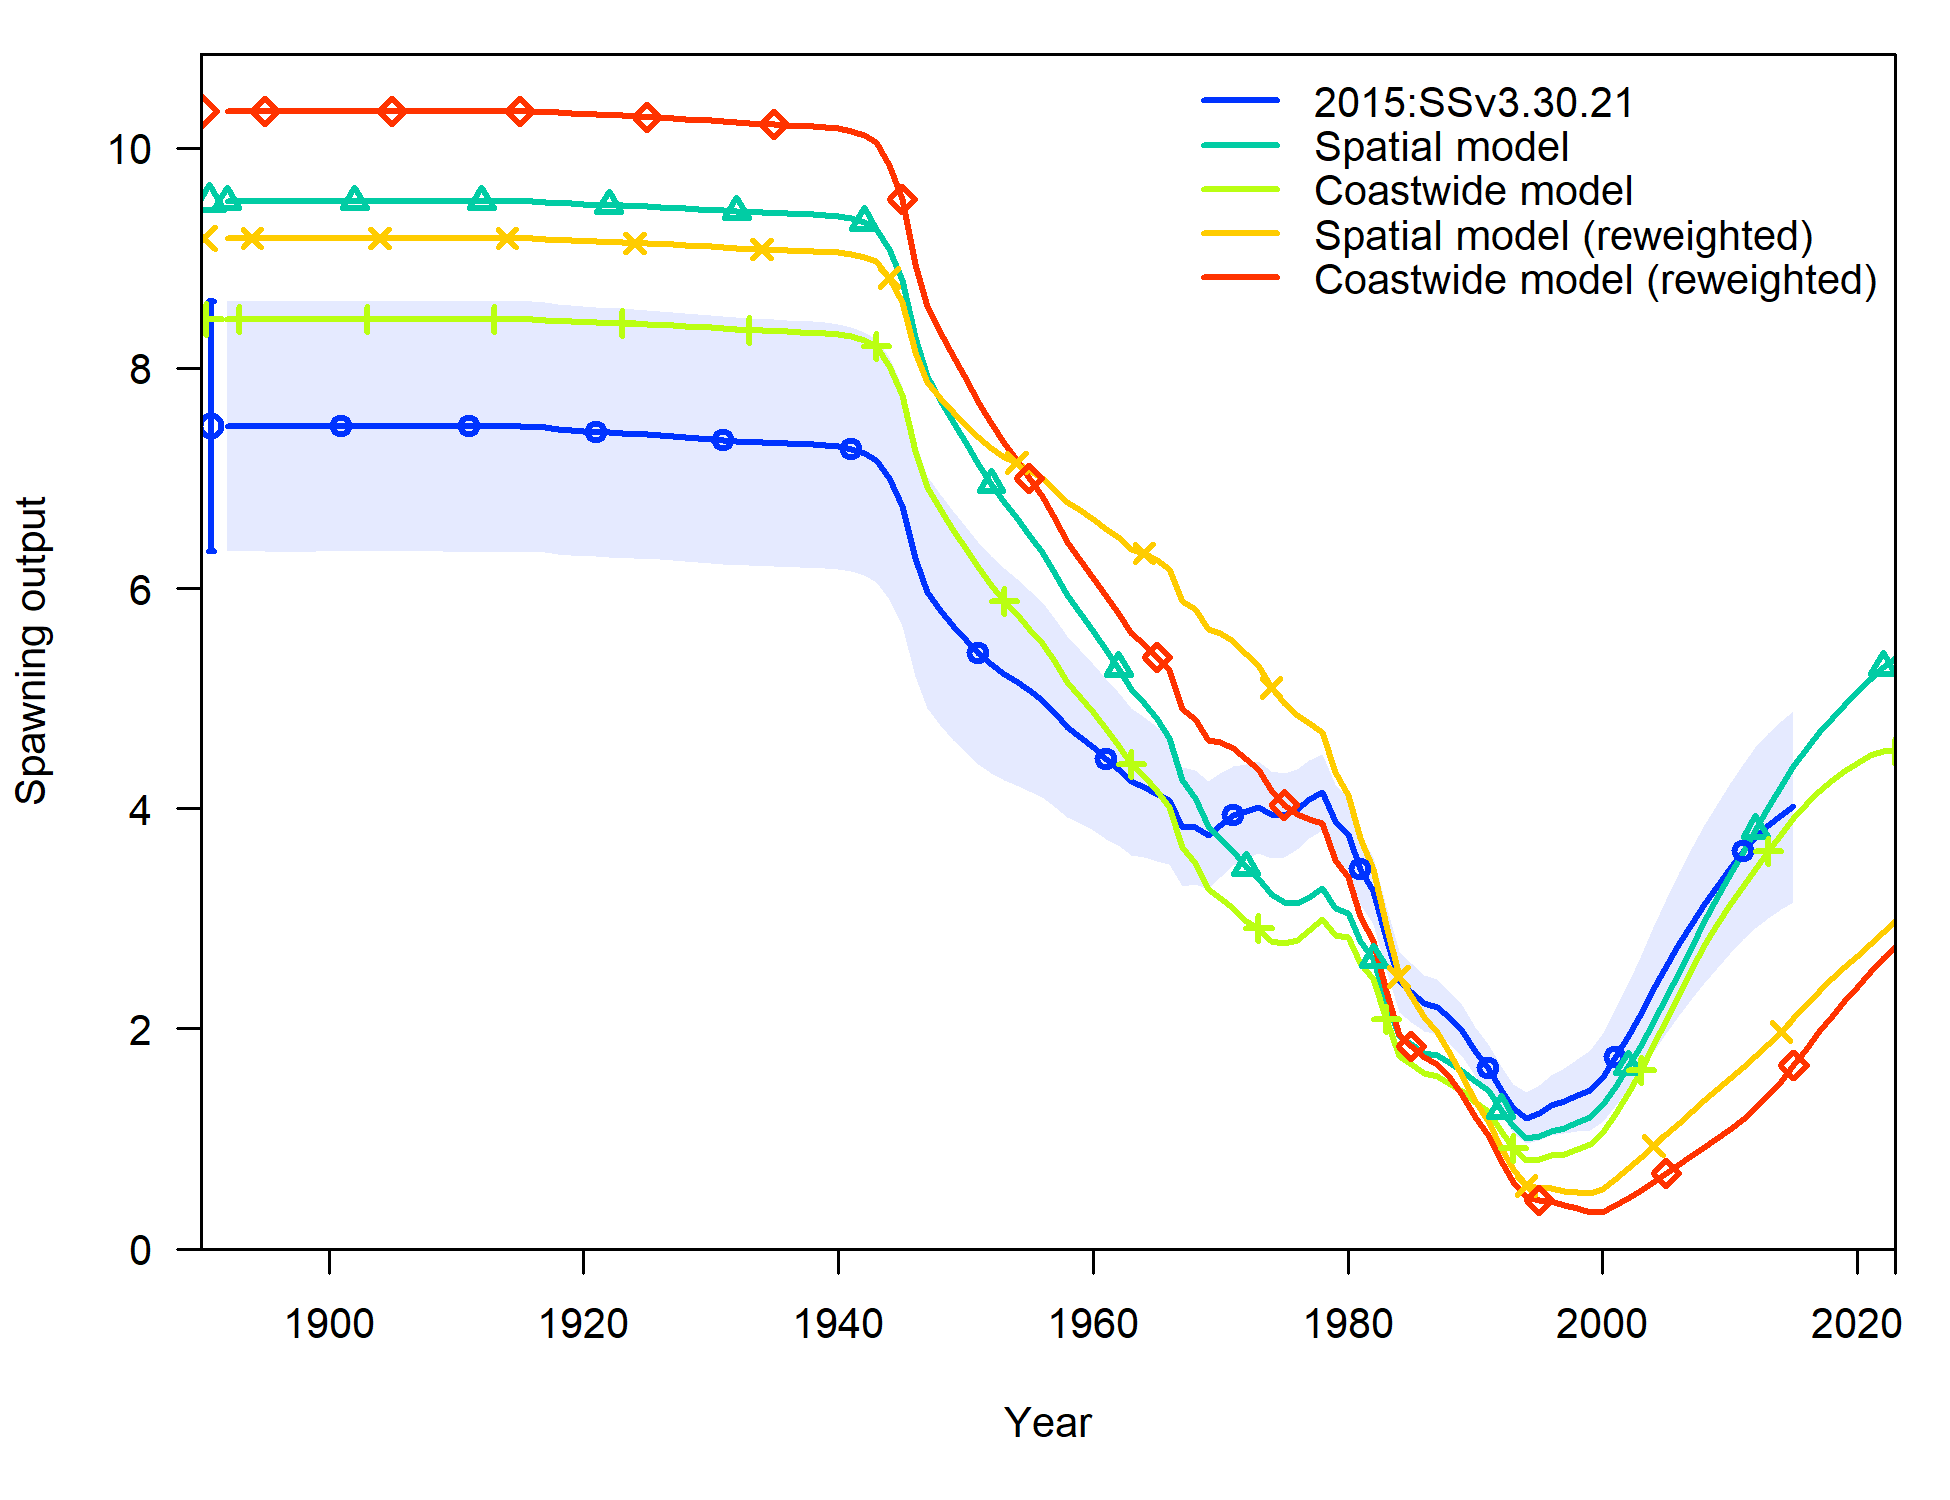 2015:SSv3.30.21
Spatial model
Coastwide model
Spatial model (reweighted)
Coastwide model (reweighted)
Spawning output
10
8
6
4
2
0
1900 1920 1940 1960 1980 2000 2020
Year